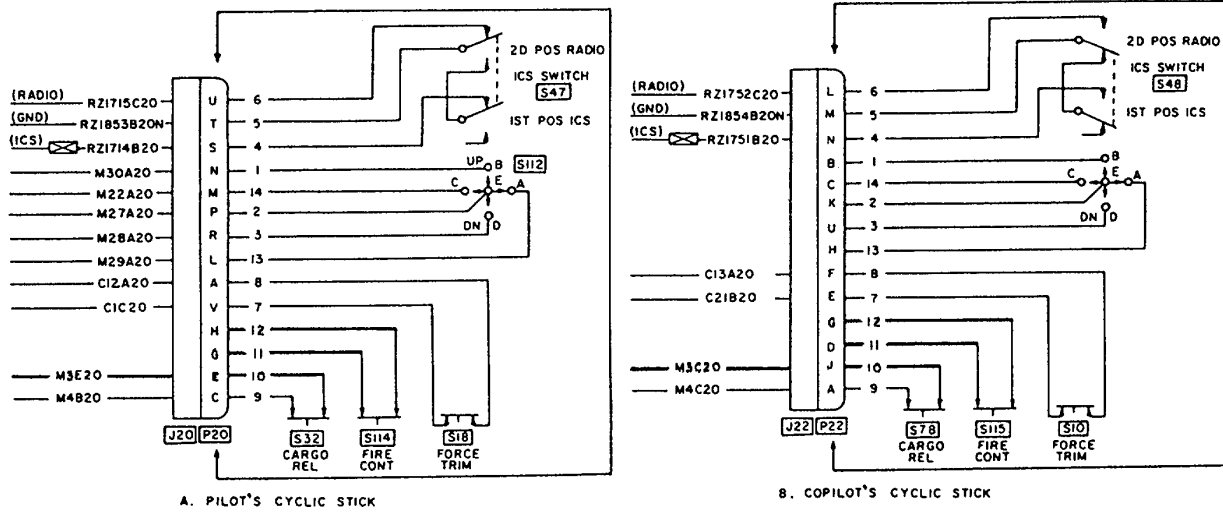 2D POS RADIO
ICS SWITCH
S47
1ST POS ICS
(RADIO) RZ1715C20 U 6
(GND) RZ1853B20N T 5
(ICS) RZ1714B20 S 4
M30A20 N 1 UP B S112
M22A20 M 14 C E A
M27A20 P 2
M28A20 R 3 DN D
M29A20 L 13
C12A20 A 8
C1C20 V 7
H 12
G 11
M3E20 E 10
M4B20 C 9
J20 P20 S32 S114 S18
CARGO REL FIRE CONT FORCE TRIM
A. PILOT'S CYCLIC STICK
2D POS RADIO
ICS SWITCH
S48
1ST POS ICS
(RADIO) RZ1752C20 L 6
(GND) RZ1854B20N M 5
(ICS) RZ1751B20 N 4
B 1 B
C 14 C E A
K 2
U 3 DN D
H 13
C13A20 F 8
C21B20 E 7
G 12
D 11
M3C20 J 10
M4C20 A 9
J22 P22 S78 S115 S10
CARGO REL FIRE CONT FORCE TRIM
B. COPILOT'S CYCLIC STICK